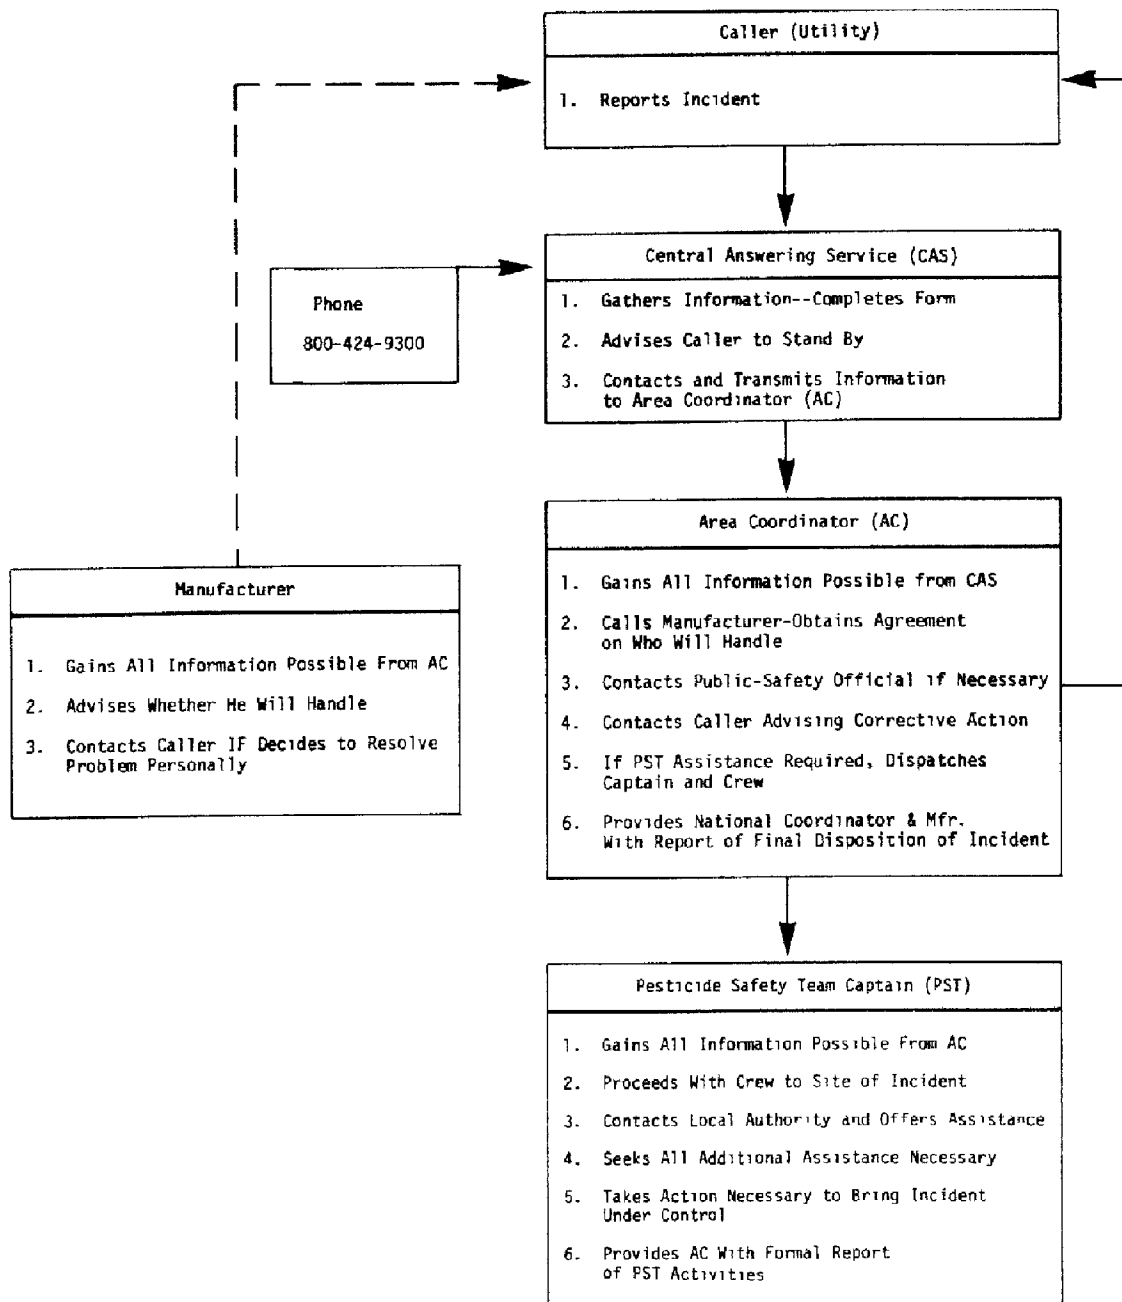 Caller (Utility)
1. Reports Incident
Central Answering Service (CAS)
1. Gathers Information--Completes Form
2. Advises Caller to Stand By
3. Contacts and Transmits Information
to Area Coordinator (AC)
Phone
800-424-9300
Area Coordinator (AC)
1. Gains All Information Possible from CAS
2. Calls Manufacturer-Obtains Agreement
on Who Will Handle
3. Contacts Public-Safety Official if Necessary
4. Contacts Caller Advising Corrective Action
5. If PST Assistance Required, Dispatches
Captain and Crew
6. Provides National Coordinator & Mfr.
With Report of Final Disposition of Incident
Manufacturer
1. Gains All Information Possible From AC
2. Advises Whether He Will Handle
3. Contacts Caller IF Decides to Resolve
Problem Personally
Pesticide Safety Team Captain (PST)
1. Gains All Information Possible From AC
2. Proceeds With Crew to Site of Incident
3. Contacts Local Authority and Offers Assistance
4. Seeks All Additional Assistance Necessary
5. Takes Action Necessary to Bring Incident
Under Control
6. Provides AC With Formal Report
of PST Activities